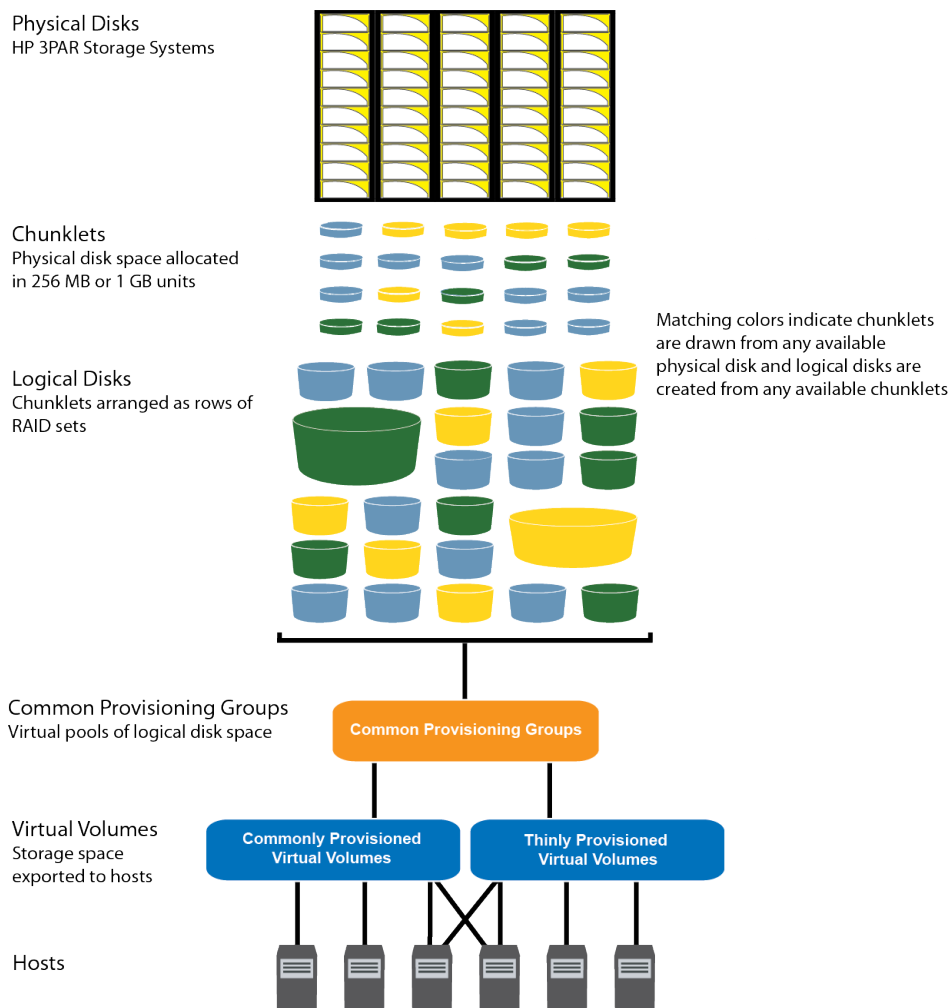 Physical Disks
HP 3PAR Storage Systems
Chunklets
Physical disk space allocated
in 256 MB or 1 GB units
Matching colors indicate chunklets
are drawn from any available
physical disk and logical disks are
created from any available chunklets
Logical Disks
Chunklets arranged as rows of
RAID sets
Common Provisioning Groups
Virtual pools of logical disk space
Common Provisioning Groups
Virtual Volumes
Storage space
exported to hosts
Commonly Provisioned
Virtual Volumes
Thinly Provisioned
Virtual Volumes
Hosts